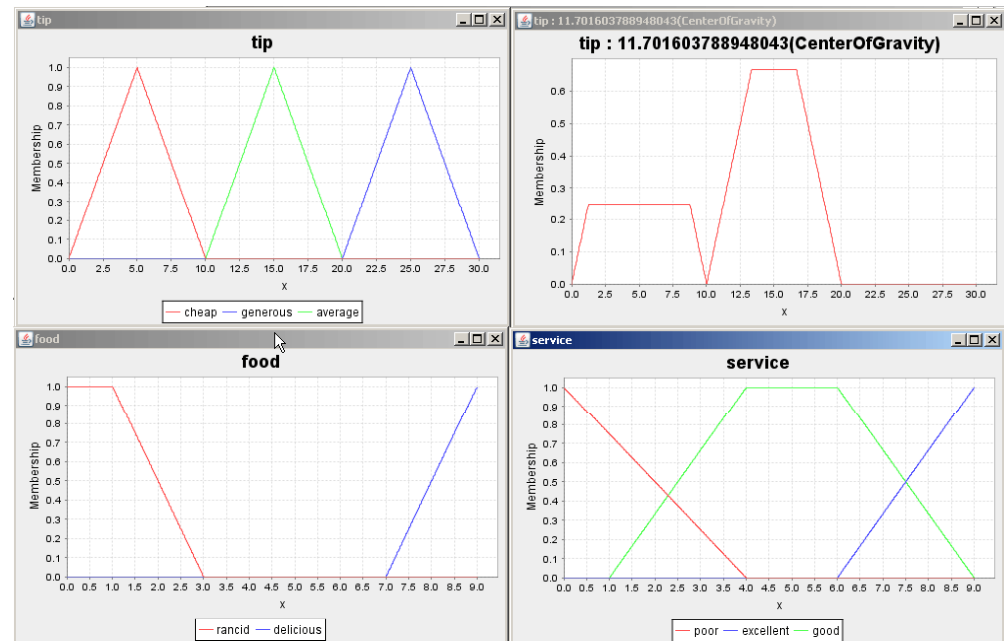 tip
tip
Membership
1.0
0.9
0.8
0.7
0.6
0.5
0.4
0.3
0.2
0.1
0.0
0.0 2.5 5.0 7.5 10.0 12.5 15.0 17.5 20.0 22.5 25.0 27.5 30.0
x
cheap generous average
tip : 11.701603788948043(CenterOfGravity)
tip : 11.701603788948043(CenterOfGravity)
Membership
0.6
0.5
0.4
0.3
0.2
0.1
0.0
0.0 2.5 5.0 7.5 10.0 12.5 15.0 17.5 20.0 22.5 25.0 27.5 30.0
x
food
food
Membership
1.0
0.9
0.8
0.7
0.6
0.5
0.4
0.3
0.2
0.1
0.0
0.0 0.5 1.0 1.5 2.0 2.5 3.0 3.5 4.0 4.5 5.0 5.5 6.0 6.5 7.0 7.5 8.0 8.5 9.0
x
rancid delicious
service
service
Membership
1.0
0.9
0.8
0.7
0.6
0.5
0.4
0.3
0.2
0.1
0.0
0.0 0.5 1.0 1.5 2.0 2.5 3.0 3.5 4.0 4.5 5.0 5.5 6.0 6.5 7.0 7.5 8.0 8.5 9.0
x
poor excellent good